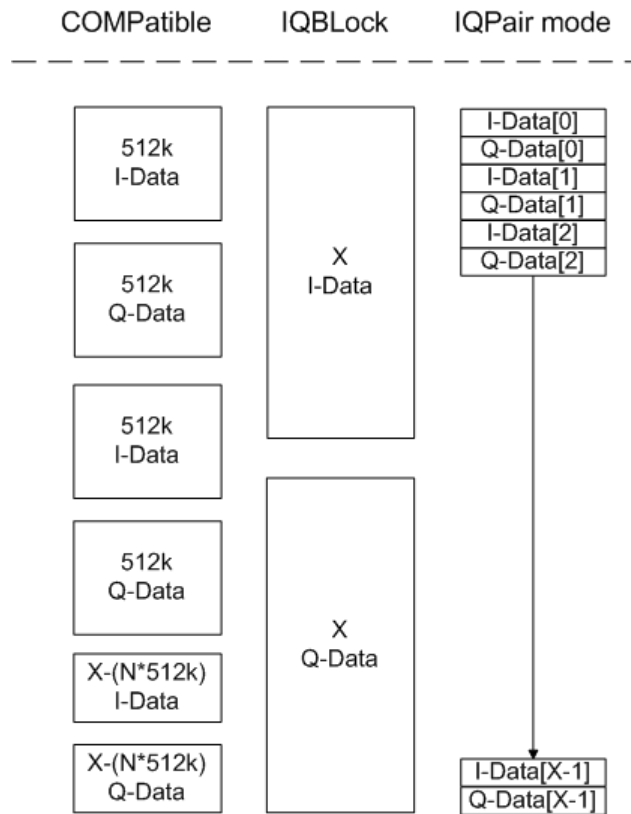 COMPatible IQBLock IQPair mode
512k
I-Data
512k
Q-Data
512k
I-Data
512k
Q-Data
X-(N*512k)
I-Data
X-(N*512k)
Q-Data
X
I-Data
X
Q-Data
I-Data[0]
Q-Data[0]
I-Data[1]
Q-Data[1]
I-Data[2]
Q-Data[2]
I-Data[X-1]
Q-Data[X-1]